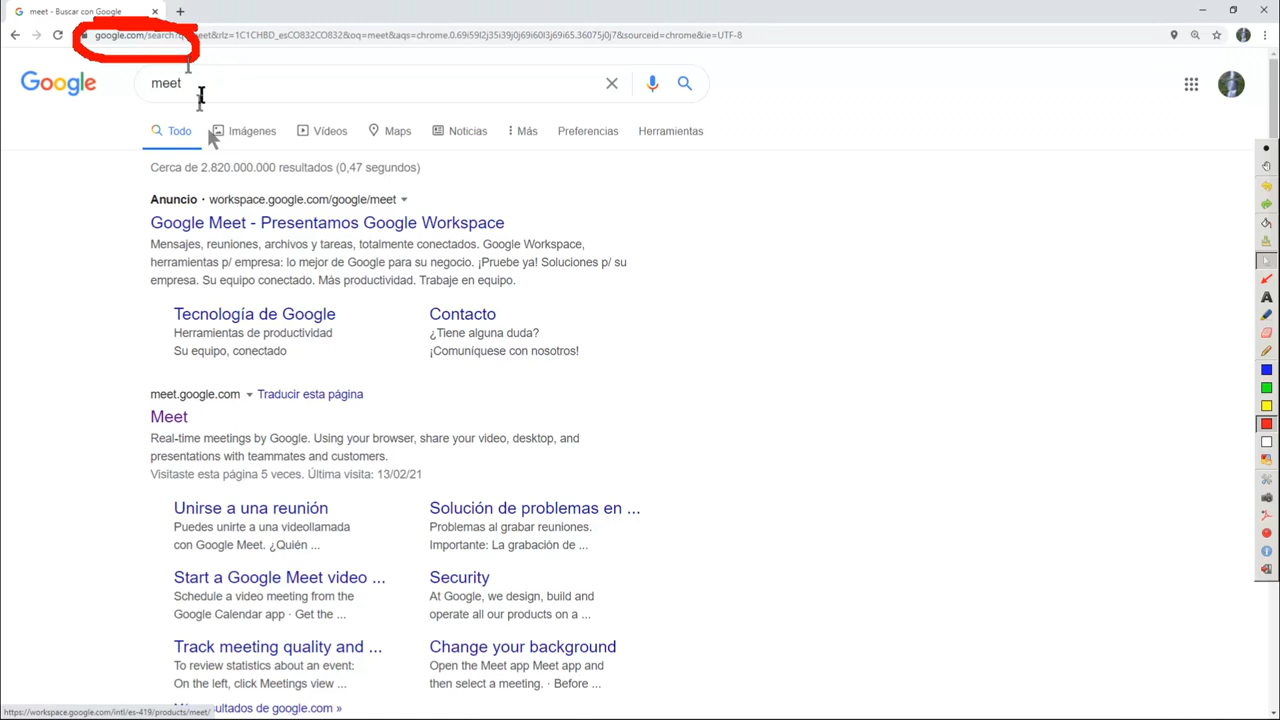 meet - Buscar con Google
google.com/search?q=meet&rlz=1C1CHBD_esCO832CO832&oq=meet&aqs=chrome.0.69i59l2j35i39j0j69i60l3j69i65.36075j0j7&sourceid=chrome&ie=UTF-8
Google
meet
Todo Imágenes Vídeos Maps Noticias Más Preferencias Herramientas
Cerca de 2.820.000.000 resultados (0,47 segundos)
Anuncio · workspace.google.com/google/meet
Google Meet - Presentamos Google Workspace
Mensajes, reuniones, archivos y tareas, totalmente conectados. Google Workspace,
herramientas p/ empresa: lo mejor de Google para su negocio. ¡Pruebe ya! Soluciones p/ su
empresa. Su equipo conectado. Más productividad. Trabaje en equipo.
Tecnología de Google
Herramientas de productividad
Su equipo, conectado
Contacto
¿Tiene alguna duda?
¡Comuníquese con nosotros!
meet.google.com Traducir esta página
Meet
Real-time meetings by Google. Using your browser, share your video, desktop, and
presentations with teammates and customers.
Visitaste esta página 5 veces. Última visita: 13/02/21
Unirse a una reunión
Puedes unirte a una videollamada
con Google Meet. ¿Quién ...
Solución de problemas en ...
Problemas al grabar reuniones.
Importante: La grabación de ...
Start a Google Meet video ...
Schedule a video meeting from the
Google Calendar app · Get the ...
Security
At Google, we design, build and
operate all our products on a ...
Track meeting quality and ...
To review statistics about an event:
On the left, click Meetings view ...
Change your background
Open the Meet app Meet app and
then select a meeting. · Before ...
ultados de google.com »
https://workspace.google.com/intl/es-419/products/meet/